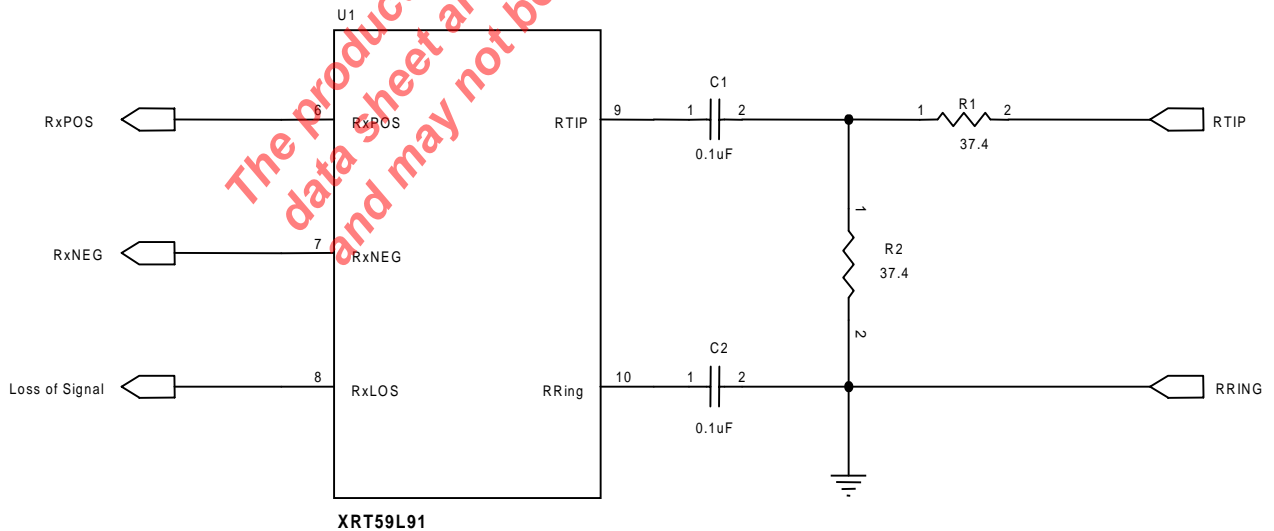 U1
The produc
data sheet ar
and may not be
RxPOS
6
RxPOS
RTIP
9
1
C1
2
0.1uF
1
R1
2
37.4
RTIP
1
R2
37.4
2
RxNEG
7
RxNEG
Loss of Signal
8
RxLOS
RRing
10
1
C2
2
0.1uF
RRING
XRT59L91